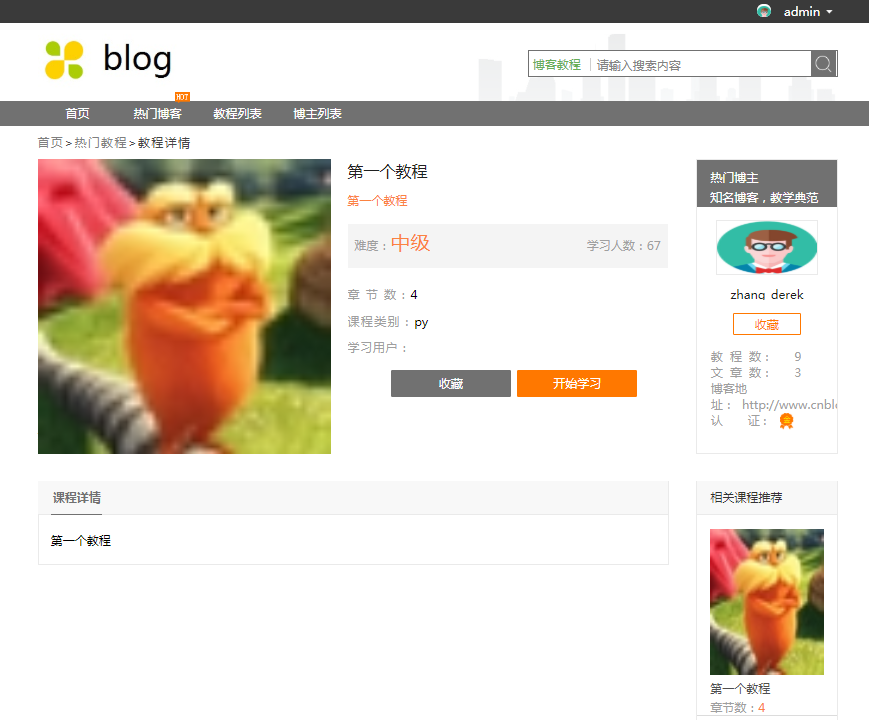 admin
blog
博客教程 | 请输入搜索内容
HOT
首页 热门博客 教程列表 博主列表
首页>热门教程>教程详情
第一个教程
第一个教程
难度：中级 学习人数：67
章 节 数：4
课程类别：py
学习用户：
收藏 开始学习
热门博主
知名博客，教学典范
zhang_derek
收藏
教 程 数： 9
文 章 数： 3
博客地
址： http://www.cnbl
认 证：
课程详情
第一个教程
相关课程推荐
第一个教程
章节数：4